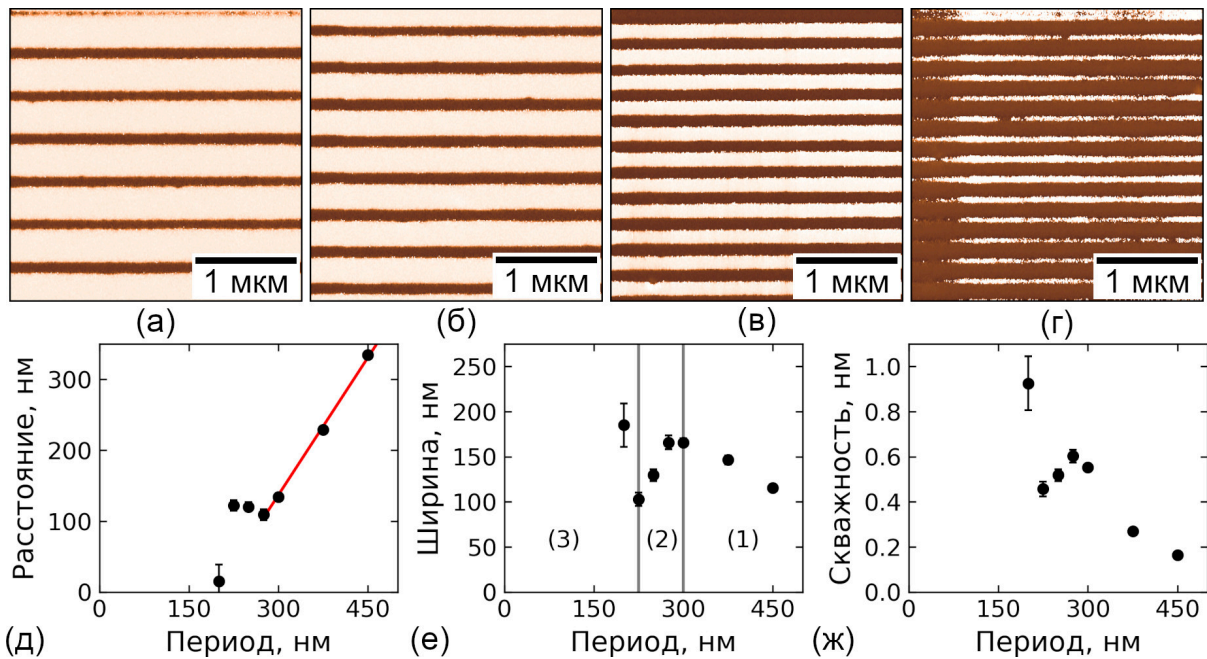 1 мкм
1 мкм
1 мкм
1 мкм
(а)
(б)
(в)
(г)
Расстояние, нм
300
200
100
0
0
150
300
450
Период, нм
(д)
Ширина, нм
250
200
150
100
50
0
(3)
(2)
(1)
0
150
300
450
Период, нм
(е)
Скважность, нм
1.0
0.8
0.6
0.4
0.2
0.0
0
150
300
450
Период, нм
(ж)